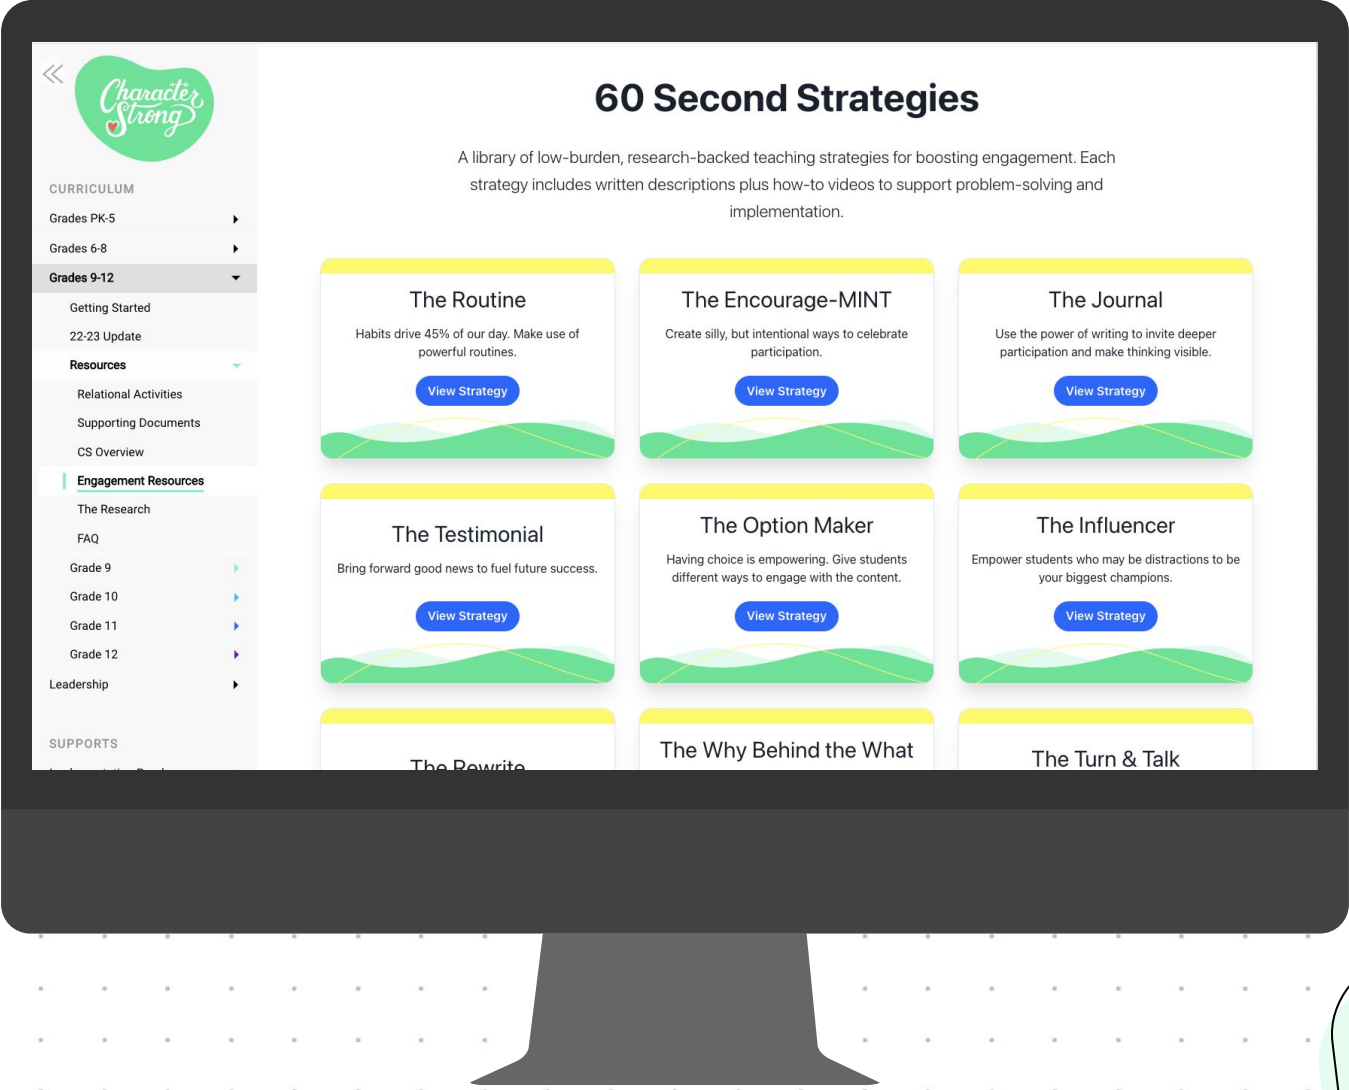 Character
Strong
CURRICULUM
Grades PK-5
Grades 6-8
Grades 9-12
Getting Started
22-23 Update
Resources
Relational Activities
Supporting Documents
CS Overview
Engagement Resources
The Research
FAQ
Grade 9
Grade 10
Grade 11
Grade 12
Leadership
SUPPORTS
60 Second Strategies
A library of low-burden, research-backed teaching strategies for boosting engagement. Each
strategy includes written descriptions plus how-to videos to support problem-solving and
implementation.
The Routine
Habits drive 45% of our day. Make use of
powerful routines.
View Strategy
The Encourage-MINT
Create silly, but intentional ways to celebrate
participation.
View Strategy
The Journal
Use the power of writing to invite deeper
participation and make thinking visible.
View Strategy
The Testimonial
Bring forward good news to fuel future success.
View Strategy
The Option Maker
Having choice is empowering. Give students
different ways to engage with the content.
View Strategy
The Influencer
Empower students who may be distractions to be
your biggest champions.
View Strategy
The Rewrite
The Why Behind the What
The Turn & Talk